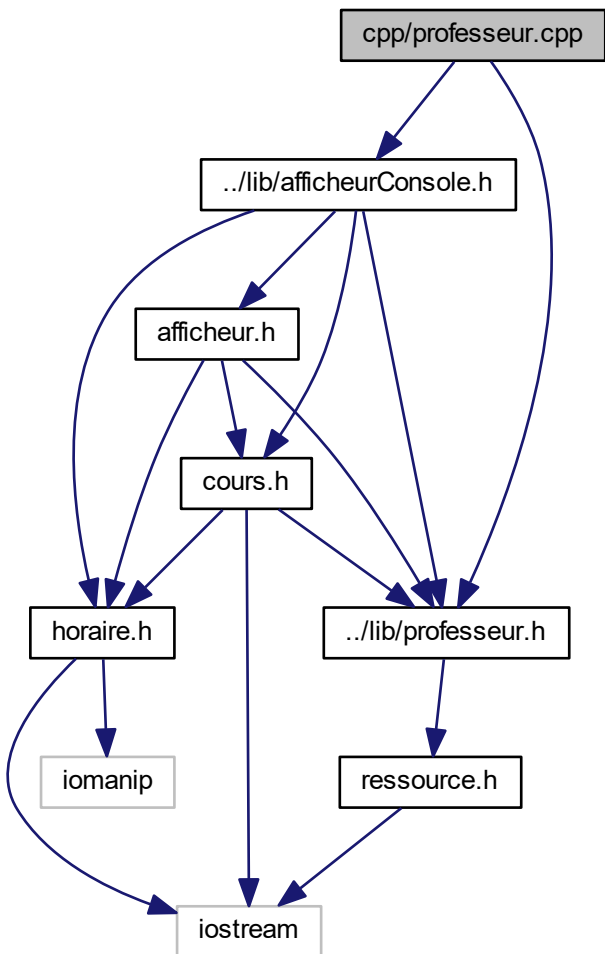 cpp/professeur.cpp
../lib/afficheurConsole.h
afficheur.h
cours.h
horaire.h
../lib/professeur.h
iomanip
ressource.h
iostream